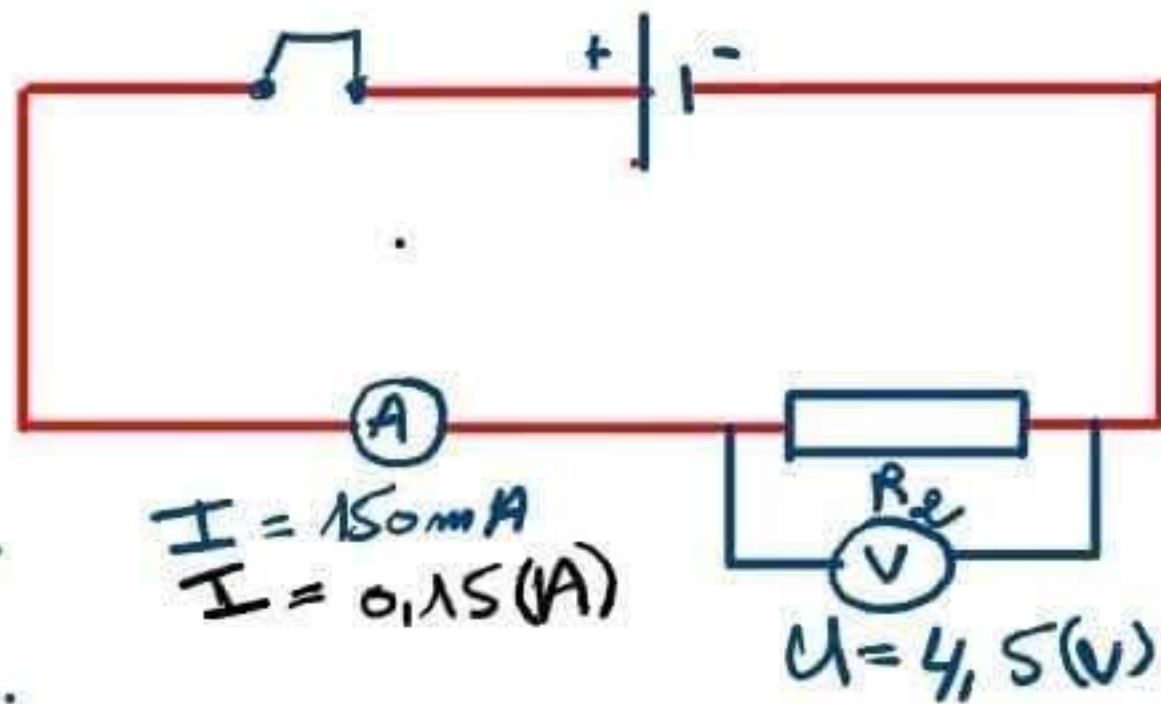 + -
A
I = 150mA
I = 0,15(A)
R2
V
U = 4,5(V)